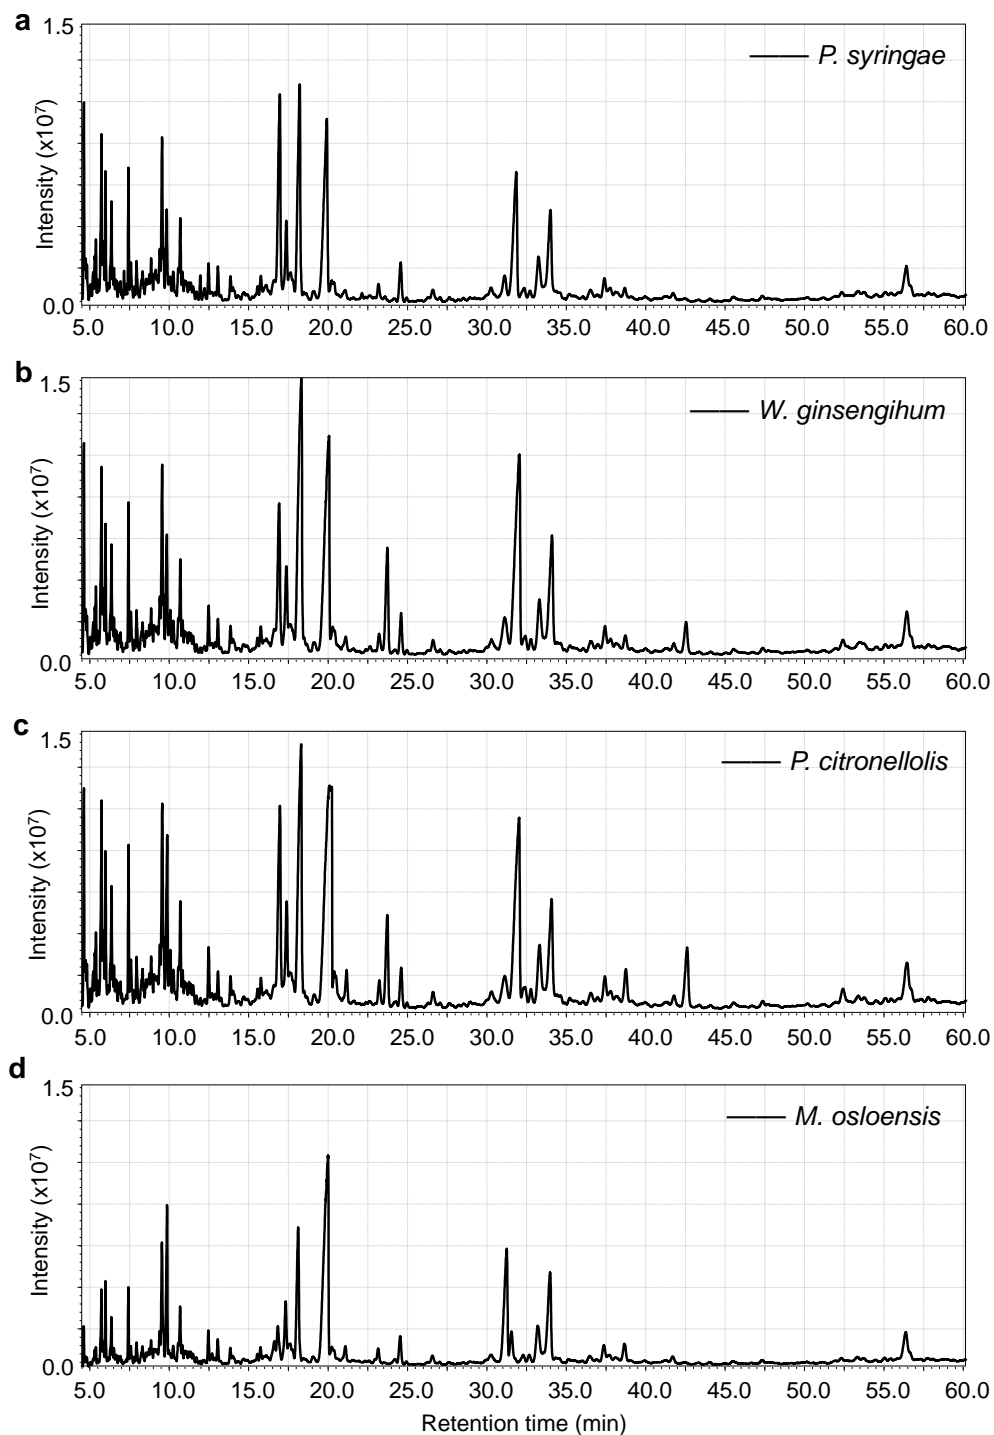 a
1.5
P. syringae
Intensity (x10⁷)
0.0
5.0 10.0 15.0 20.0 25.0 30.0 35.0 40.0 45.0 50.0 55.0 60.0
b
1.5
W. ginsengihum
Intensity (x10⁷)
0.0
5.0 10.0 15.0 20.0 25.0 30.0 35.0 40.0 45.0 50.0 55.0 60.0
c
1.5
P. citronellolis
Intensity (x10⁷)
0.0
5.0 10.0 15.0 20.0 25.0 30.0 35.0 40.0 45.0 50.0 55.0 60.0
d
1.5
M. osloensis
Intensity (x10⁷)
0.0
5.0 10.0 15.0 20.0 25.0 30.0 35.0 40.0 45.0 50.0 55.0 60.0
Retention time (min)